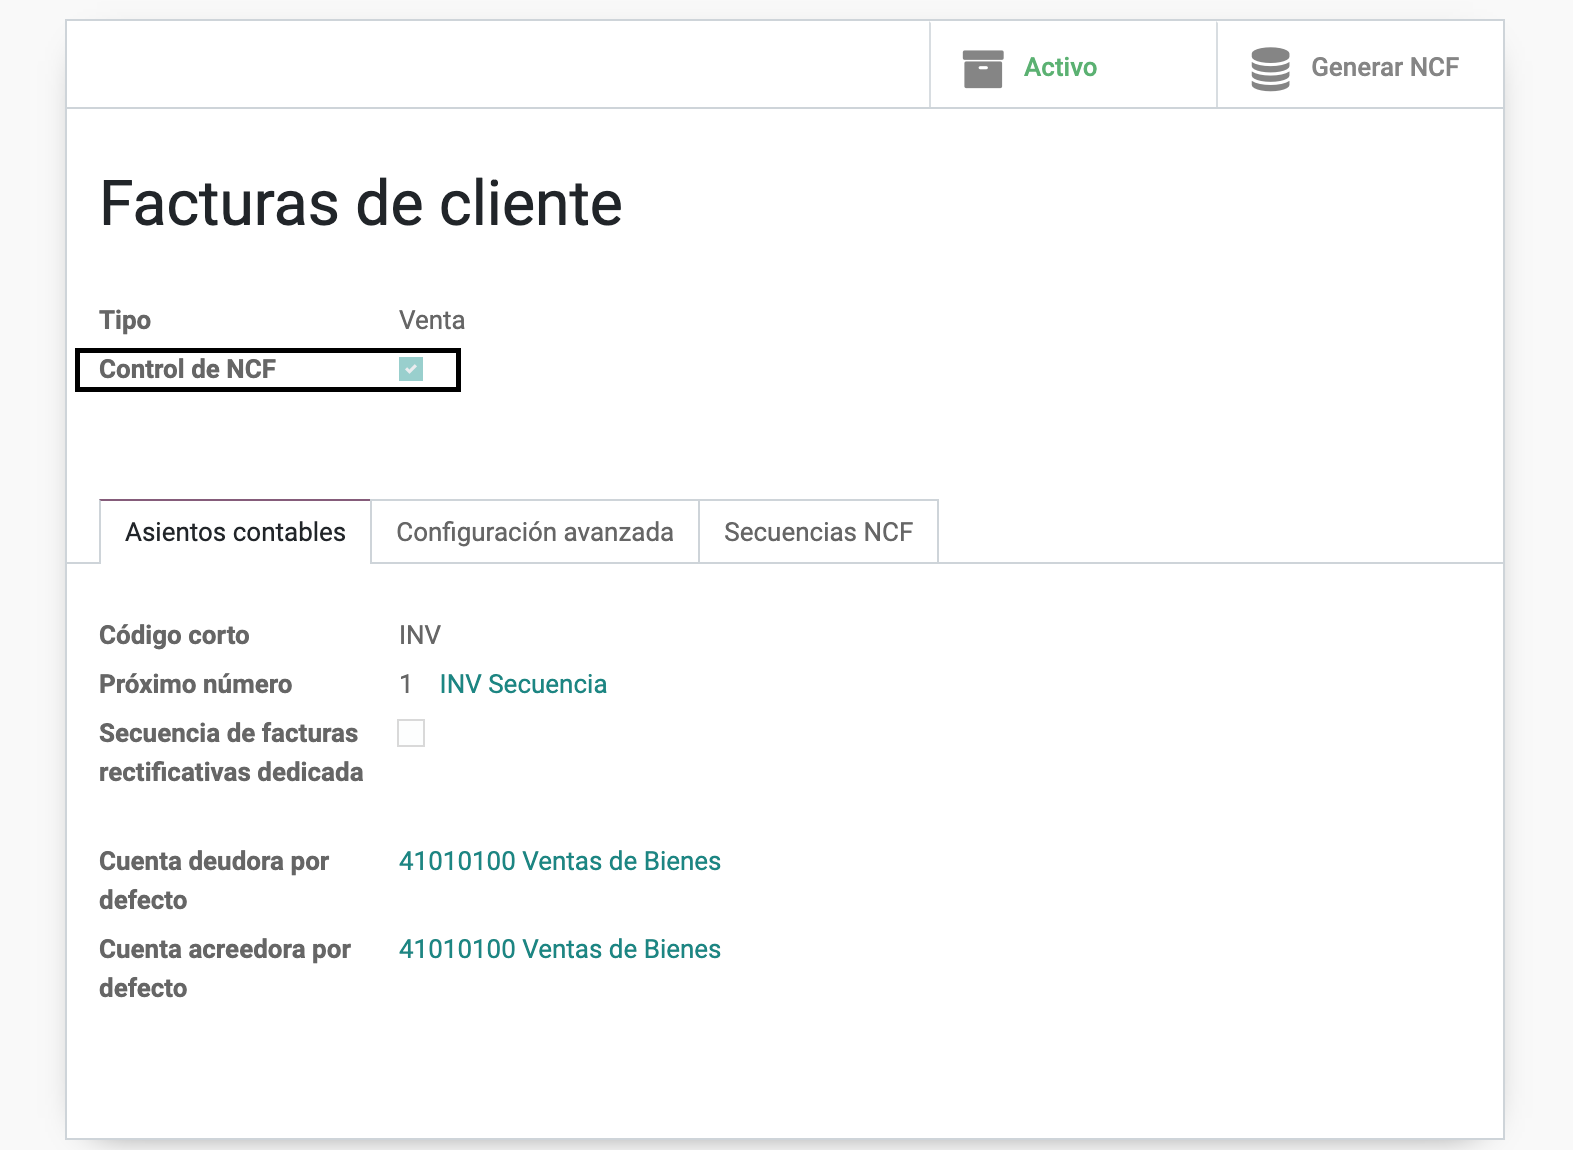 Activo
Generar NCF
Facturas de cliente
Tipo Venta
Control de NCF
Asientos contables Configuración avanzada Secuencias NCF
Código corto INV
Próximo número 1 INV Secuencia
Secuencia de facturas
rectificativas dedicada
Cuenta deudora por 41010100 Ventas de Bienes
defecto
Cuenta acreedora por 41010100 Ventas de Bienes
defecto